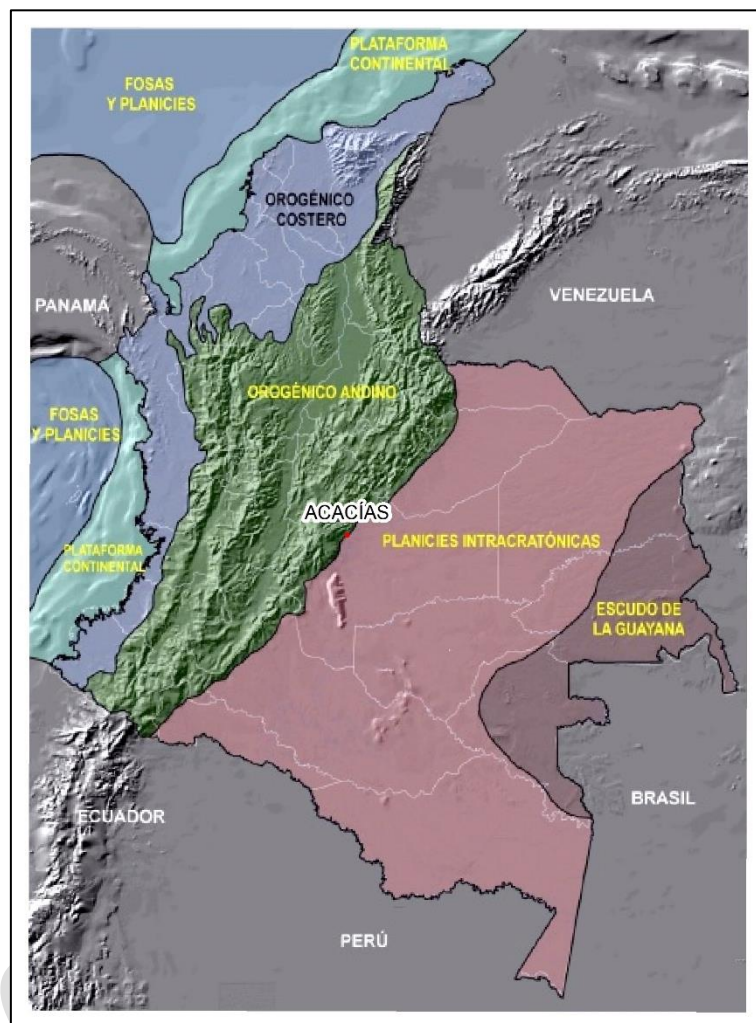 PLATAFORMA
CONTINENTAL
FOSAS
Y PLANICIES
OROGÉNICO
COSTERO
PANAMÁ
VENEZUELA
OROGÉNICO ANDINO
FOSAS
Y PLANICIES
ACACÍAS
PLANICIES INTRACRATÓNICAS
PLATAFORMA
CONTINENTAL
ESCUDO DE
LA GUAYANA
ECUADOR
BRASIL
PERÚ